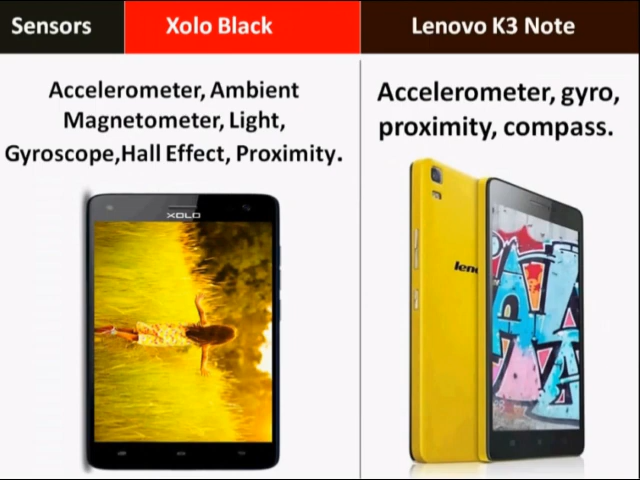 Sensors
Xolo Black
Lenovo K3 Note
Accelerometer, Ambient
Magnetometer, Light,
Gyroscope,Hall Effect, Proximity.
Accelerometer, gyro,
proximity, compass.
XOLO
leno